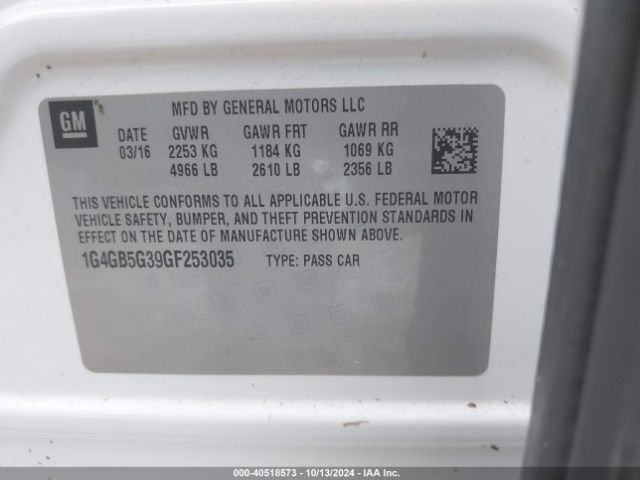 GM
MFD BY GENERAL MOTORS LLC
DATE GVWR GAWR FRT GAWR RR
03/16 2253 KG 1184 KG 1069 KG
4966 LB 2610 LB 2356 LB
THIS VEHICLE CONFORMS TO ALL APPLICABLE U.S. FEDERAL MOTOR
VEHICLE SAFETY, BUMPER, AND THEFT PREVENTION STANDARDS IN
EFFECT ON THE DATE OF MANUFACTURE SHOWN ABOVE.
1G4GB5G39GF253035 TYPE: PASS CAR
000-40518573 - 10/13/2024 - IAA Inc.